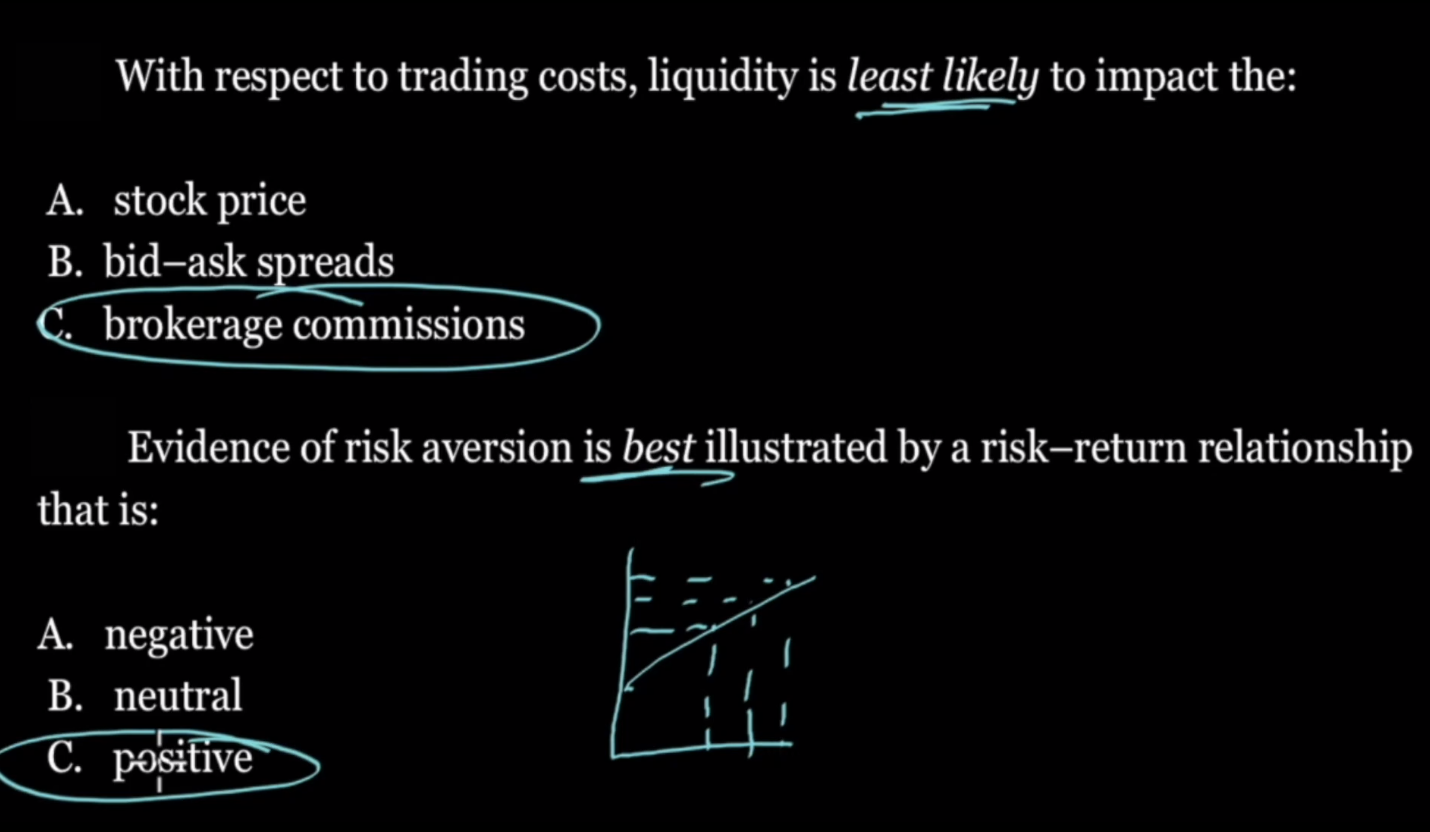 With respect to trading costs, liquidity is least likely to impact the:
A. stock price
B. bid–ask spreads
C. brokerage commissions
Evidence of risk aversion is best illustrated by a risk–return relationship
that is:
A. negative
B. neutral
C. positive